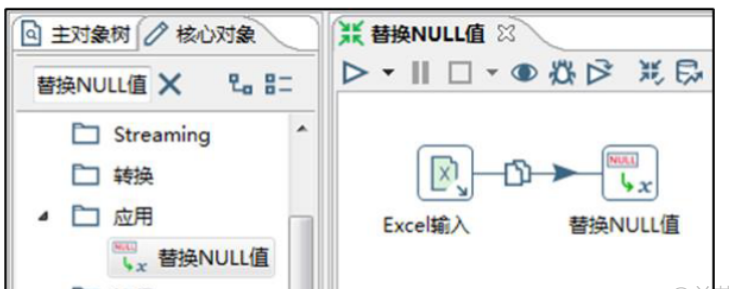 主对象树 核心对象
替换NULL值
Streaming
转换
应用
替换NULL值
替换NULL值
NULL
Excel输入
替换NULL值